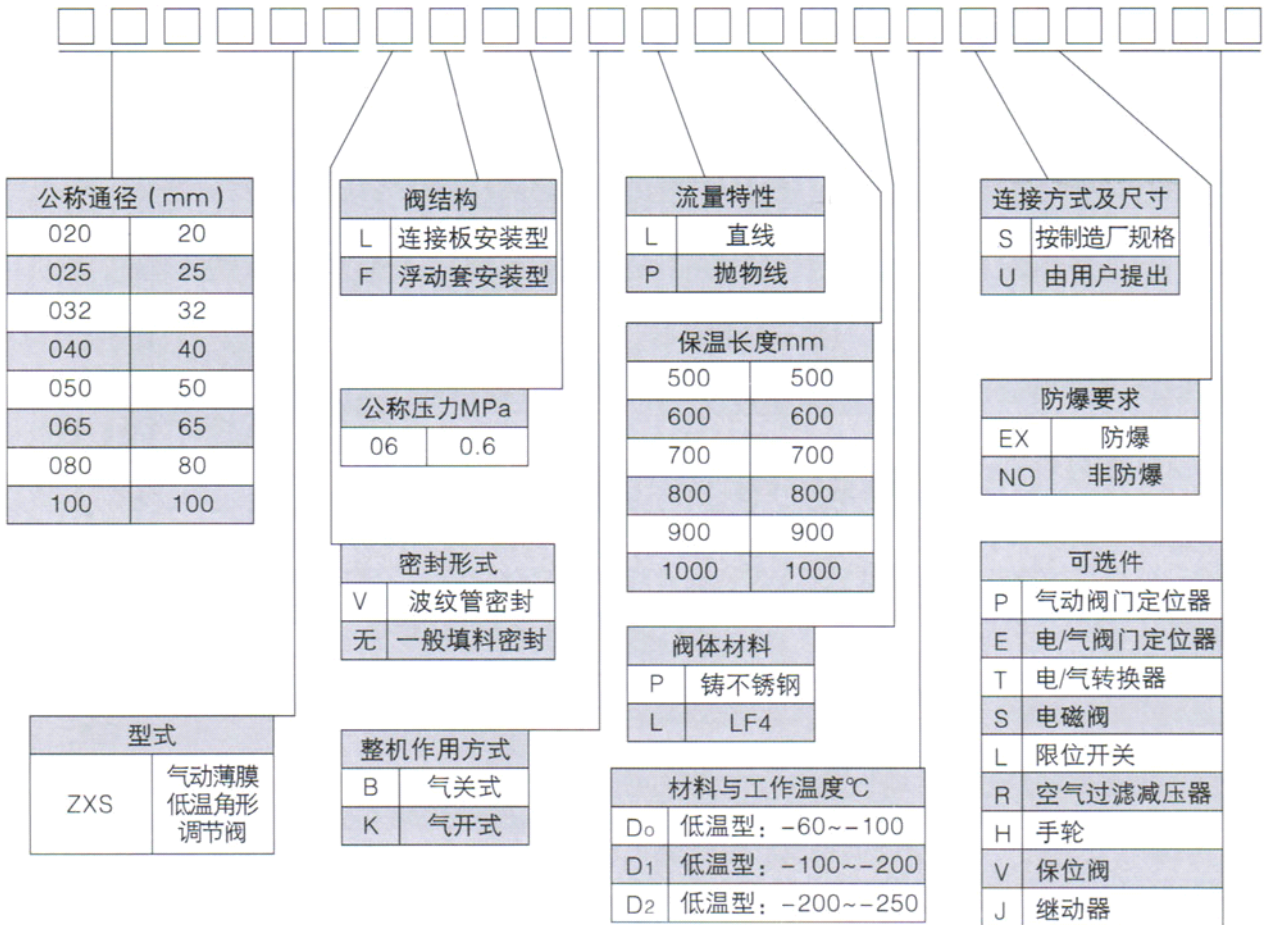 公称通径（mm）
020 20
025 25
032 32
040 40
050 50
065 65
080 80
100 100
型式
ZXS 气动薄膜
低温角形
调节阀
阀结构
L 连接板安装型
F 浮动套安装型
公称压力MPa
06 0.6
密封形式
V 波纹管密封
无 一般填料密封
整机作用方式
B 气关式
K 气开式
流量特性
L 直线
P 抛物线
保温长度mm
500 500
600 600
700 700
800 800
900 900
1000 1000
阀体材料
P 铸不锈钢
L LF4
材料与工作温度℃
D₀ 低温型：-60~-100
D₁ 低温型：-100~-200
D₂ 低温型：-200~-250
连接方式及尺寸
S 按制造厂规格
U 由用户提出
防爆要求
EX 防爆
NO 非防爆
可选件
P 气动阀门定位器
E 电/气阀门定位器
T 电/气转换器
S 电磁阀
L 限位开关
R 空气过滤减压器
H 手轮
V 保位阀
J 继动器